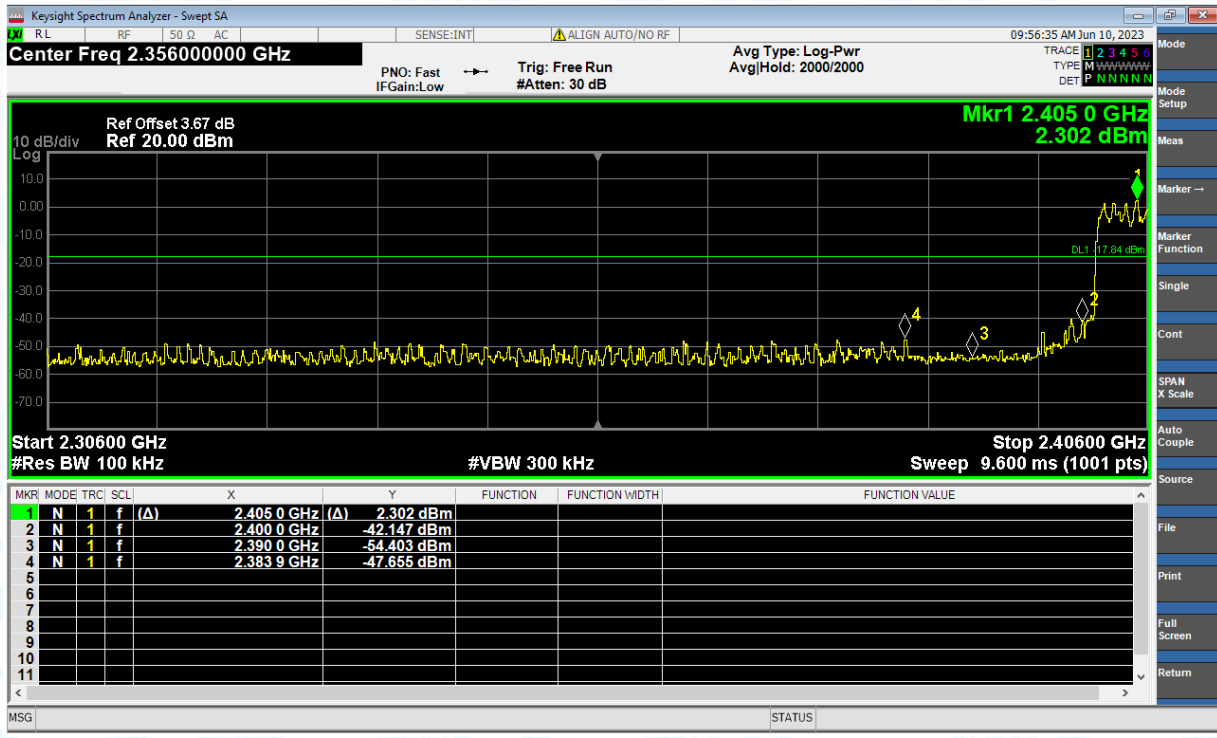 Keysight Spectrum Analyzer - Swept SA
LXI RL RF 50 Ω AC SENSE:INT ALIGN AUTO/NO RF 09:56:35 AM Jun 10, 2023
Center Freq 2.356000000 GHz
PNO: Fast
IFGain:Low
Trig: Free Run
#Atten: 30 dB
Avg Type: Log-Pwr
Avg|Hold: 2000/2000
TRACE 1 2 3 4 5 6
TYPE M WWWWW
DET P N N N N N
Mkr1 2.405 0 GHz
2.302 dBm
Ref Offset 3.67 dB
10 dB/div Ref 20.00 dBm
Log
10.0
0.00
-10.0
-20.0
-30.0
-40.0
-50.0
-60.0
-70.0
1
DL1 -17.84 dBm
2
4
3
Start 2.30600 GHz Stop 2.40600 GHz
#Res BW 100 kHz #VBW 300 kHz Sweep 9.600 ms (1001 pts)
MKR MODE TRC SCL X Y FUNCTION FUNCTION WIDTH FUNCTION VALUE
1 N 1 f (Δ) 2.405 0 GHz (Δ) 2.302 dBm
2 N 1 f 2.400 0 GHz -42.147 dBm
3 N 1 f 2.390 0 GHz -54.403 dBm
4 N 1 f 2.383 9 GHz -47.655 dBm
5
6
7
8
9
10
11
MSG STATUS
Mode
Mode
Setup
Meas
Marker →
Marker
Function
Single
Cont
SPAN
X Scale
Auto
Couple
Source
File
Print
Full
Screen
Return